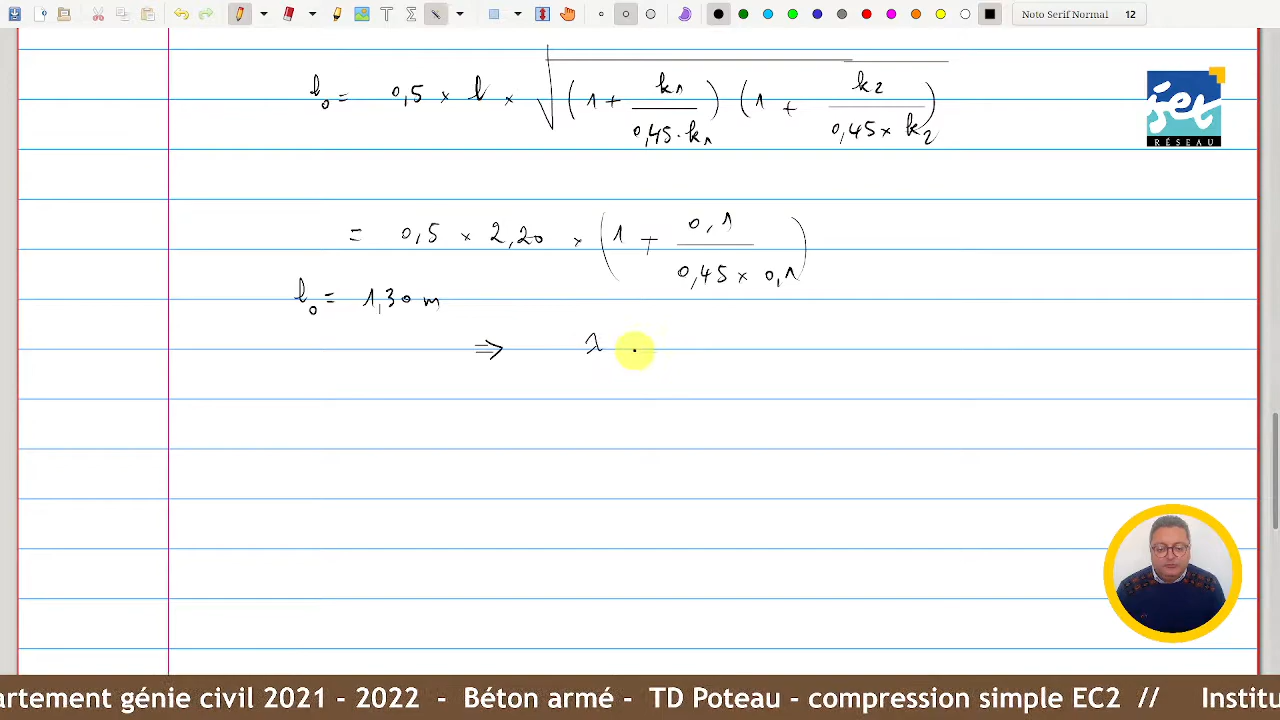 Noto Serif Normal 12
l₀ = 0,5 × l × √(1 + k1 / 0,45 · k1) (1 + k2 / 0,45 × k2)
iset
RÉSEAU
= 0,5 × 2,20 × (1 + 0,1 / 0,45 × 0,1)
l₀ = 1,30 m
⇒ λ
artement génie civil 2021 - 2022 - Béton armé - TD Poteau - compression simple EC2 // Institu